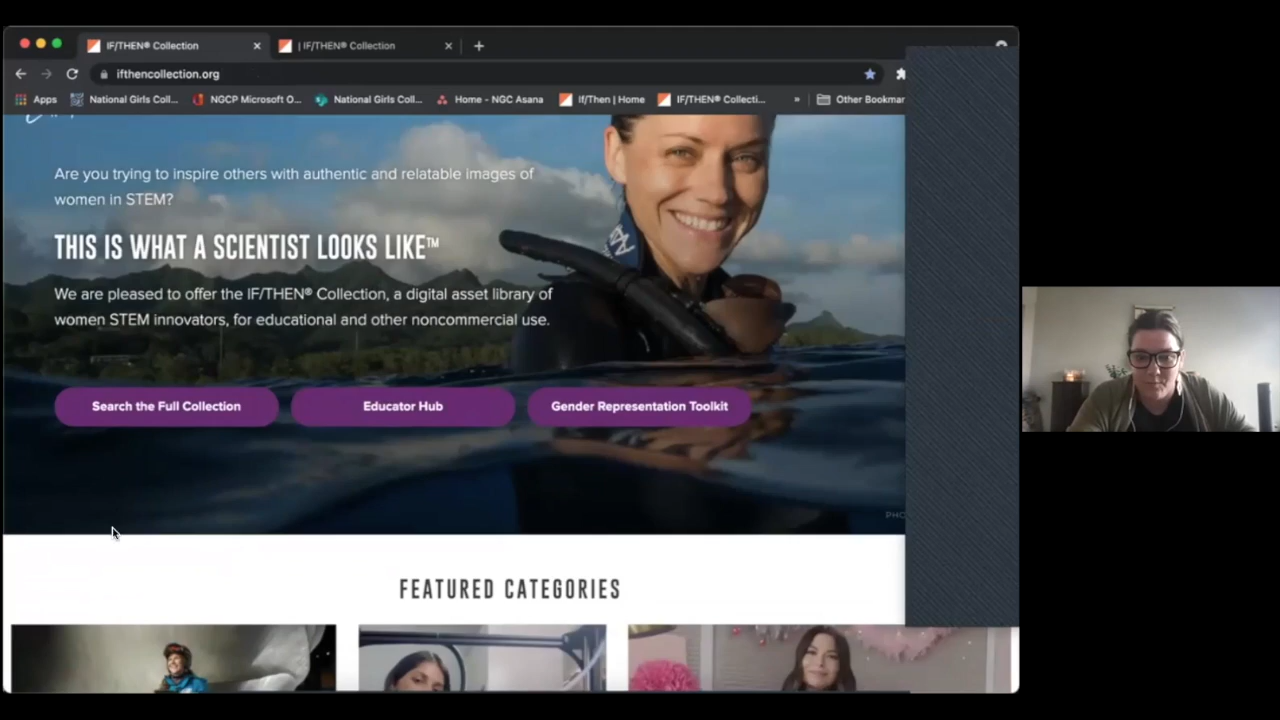 IF/THEN® Collection
| IF/THEN® Collection
ifthencollection.org
Apps
National Girls Coll...
NGCP Microsoft O...
National Girls Coll...
Home - NGC Asana
If/Then | Home
IF/THEN® Collecti...
»
Other Bookmar
Are you trying to inspire others with authentic and relatable images of
women in STEM?
THIS IS WHAT A SCIENTIST LOOKS LIKE™
We are pleased to offer the IF/THEN® Collection, a digital asset library of
women STEM innovators, for educational and other noncommercial use.
Search the Full Collection
Educator Hub
Gender Representation Toolkit
PHO
FEATURED CATEGORIES